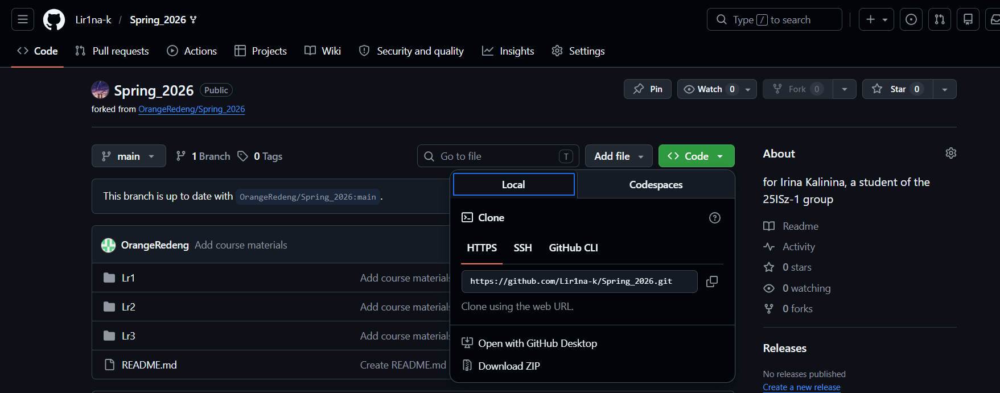 Lir1na-k / Spring_2026
Type / to search
Code
Pull requests
Actions
Projects
Wiki
Security and quality
Insights
Settings
Spring_2026 Public
Pin
Watch 0
Fork 0
Star 0
forked from OrangeRedeng/Spring_2026
main
1 Branch
0 Tags
Go to file T
Add file
Code
This branch is up to date with OrangeRedeng/Spring_2026:main .
OrangeRedeng Add course materials
Lr1 Add course materials
Lr2 Add course materials
Lr3 Add course materials
README.md Create README.md
Local
Codespaces
Clone
HTTPS SSH GitHub CLI
https://github.com/Lir1na-k/Spring_2026.git
Clone using the web URL.
Open with GitHub Desktop
Download ZIP
About
for Irina Kalinina, a student of the
25ISz-1 group
Readme
Activity
0 stars
0 watching
0 forks
Releases
No releases published
Create a new release